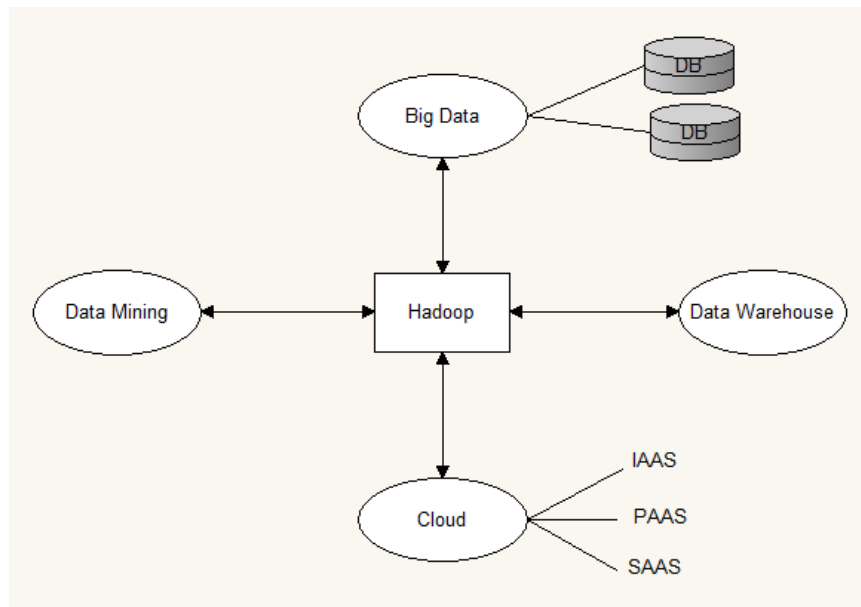 DB
Big Data
DB
Data Mining
Hadoop
Data Warehouse
IAAS
Cloud
PAAS
SAAS